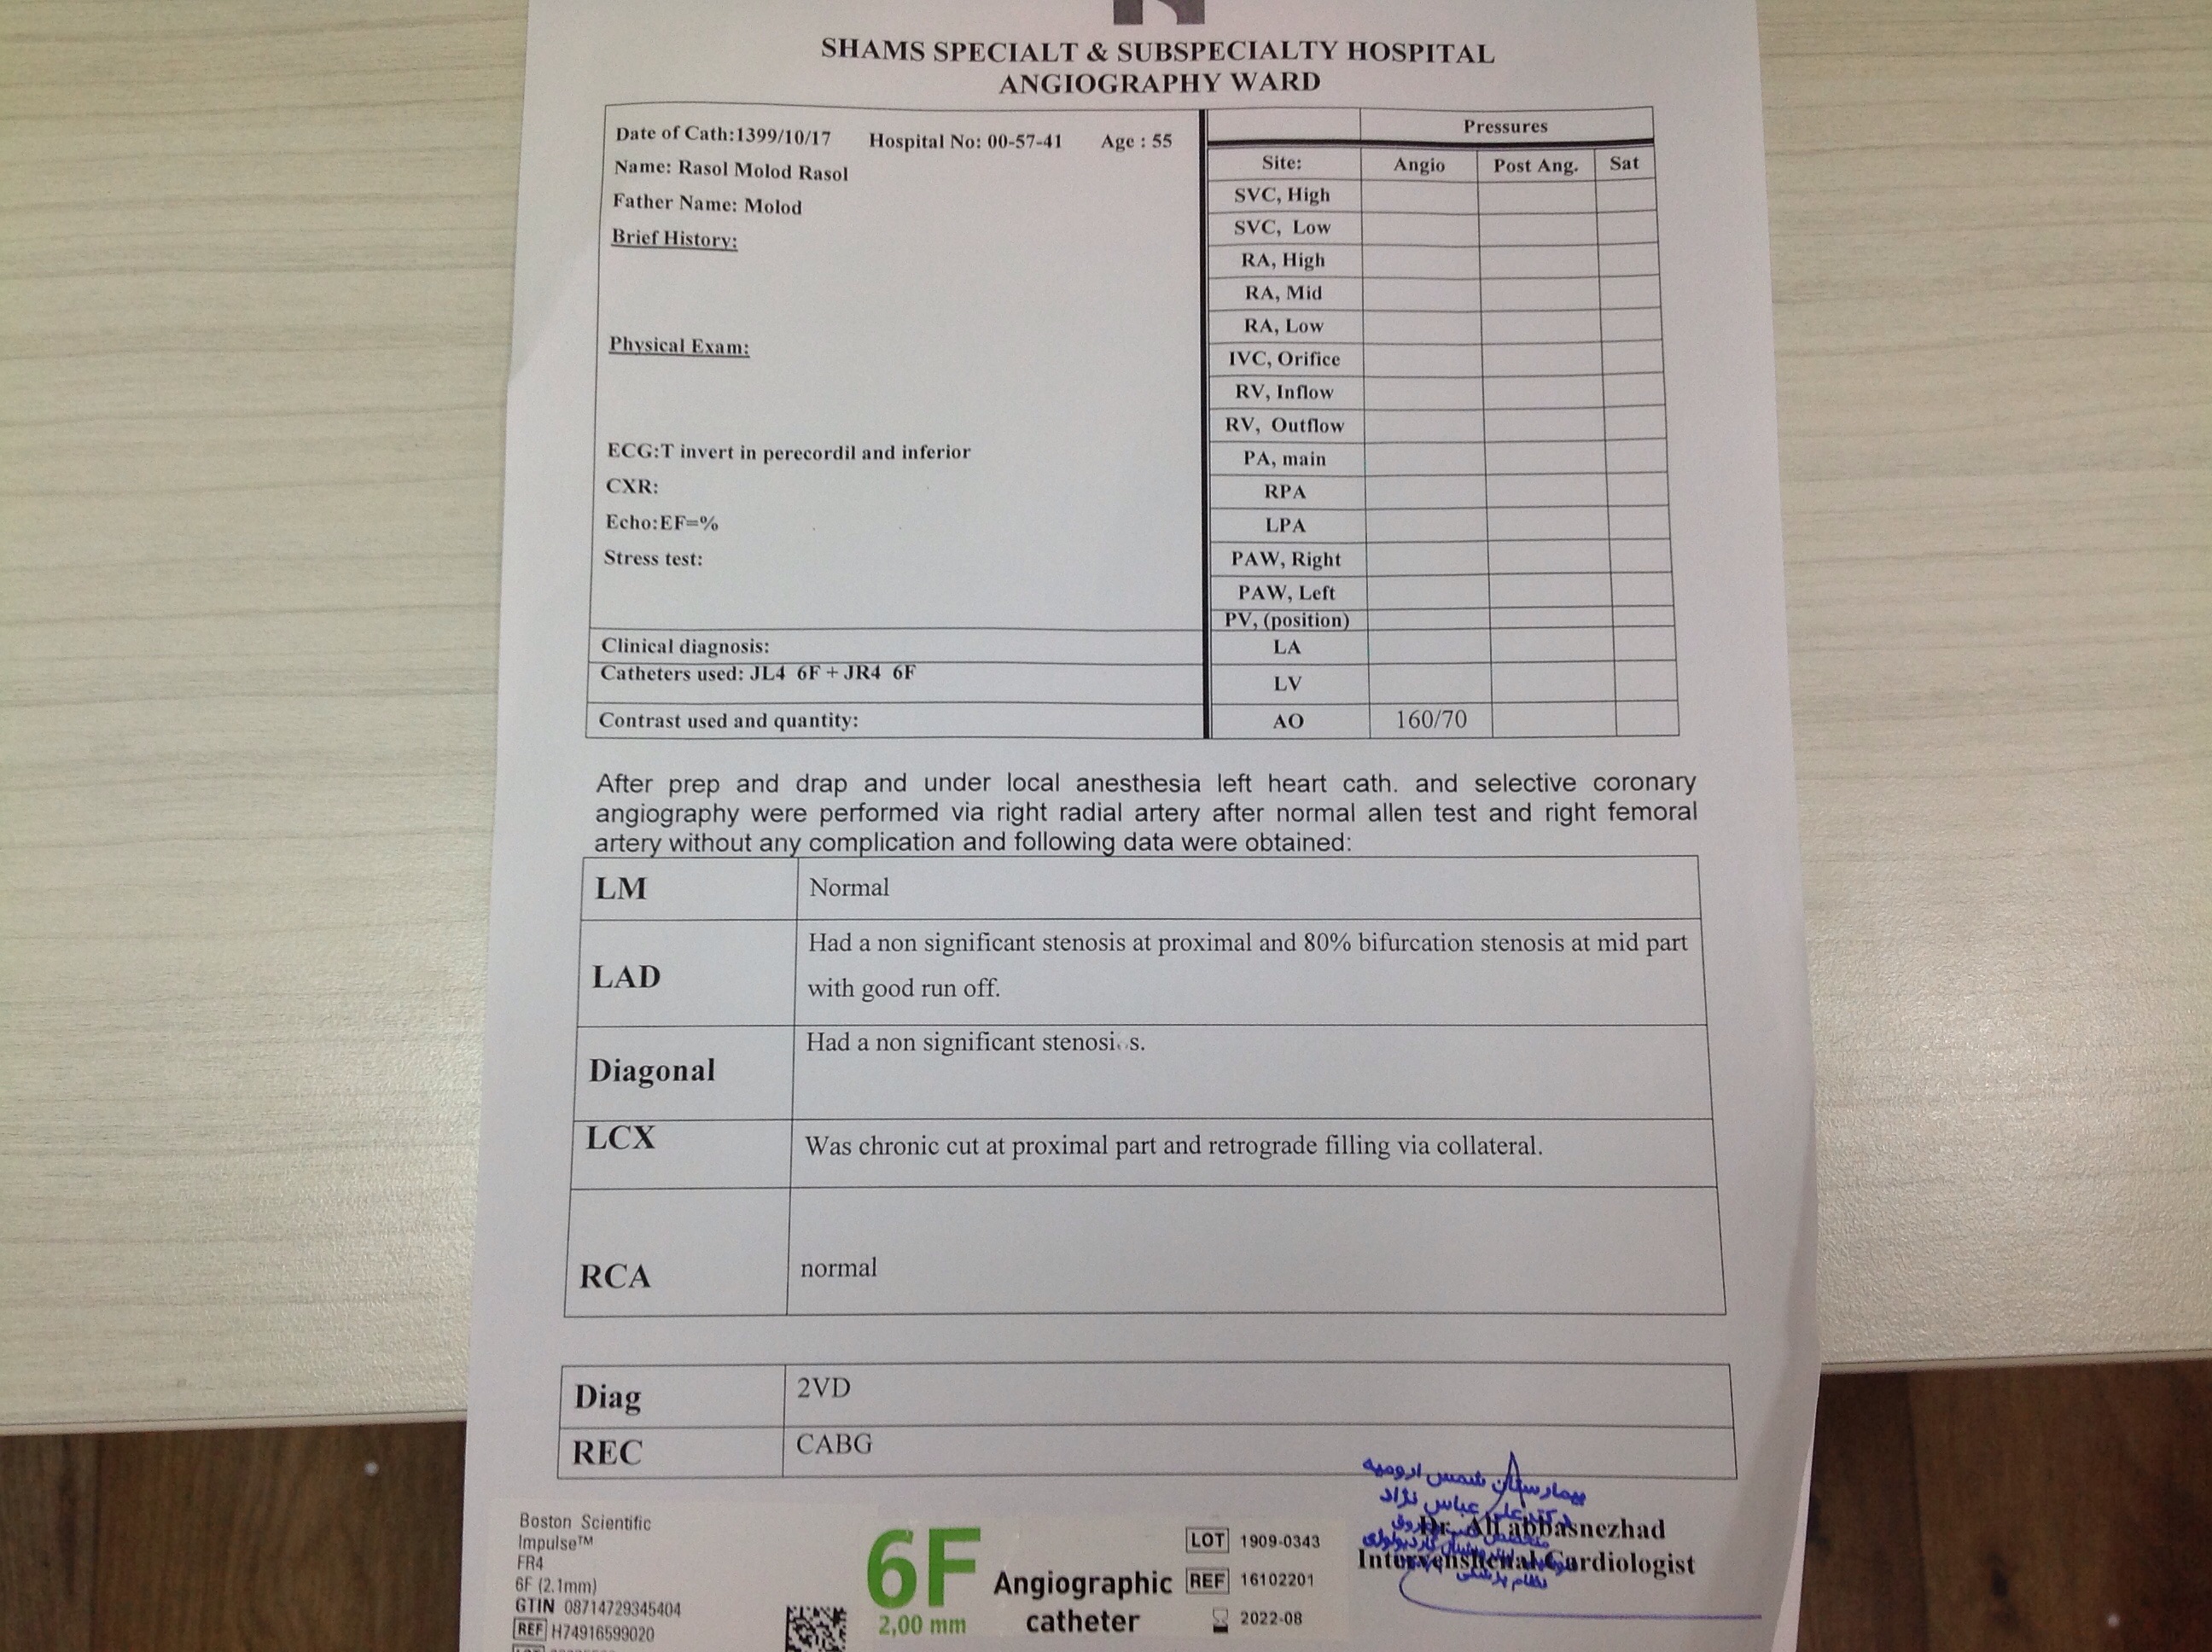 SHAMS SPECIALT & SUBSPECIALTY HOSPITAL
ANGIOGRAPHY WARD
Date of Cath:1399/10/17 Hospital No: 00-57-41 Age : 55
Name: Rasol Molod Rasol
Father Name: Molod
Brief History:
Physical Exam:
ECG:T invert in perecordil and inferior
CXR:
Echo:EF=%
Stress test:
Clinical diagnosis:
Catheters used: JL4 6F + JR4 6F
Contrast used and quantity:
Pressures
Site: Angio Post Ang. Sat
SVC, High
SVC, Low
RA, High
RA, Mid
RA, Low
IVC, Orifice
RV, Inflow
RV, Outflow
PA, main
RPA
LPA
PAW, Right
PAW, Left
PV, (position)
LA
LV
AO 160/70
After prep and drap and under local anesthesia left heart cath. and selective coronary
angiography were performed via right radial artery after normal allen test and right femoral
artery without any complication and following data were obtained:
LM Normal
LAD Had a non significant stenosis at proximal and 80% bifurcation stenosis at mid part
with good run off.
Diagonal Had a non significant stenosis.
LCX Was chronic cut at proximal part and retrograde filling via collateral.
RCA normal
Diag 2VD
REC CABG
بیمارستان شمس ارومیه
دکتر علی عباس نژاد
نظام پزشکی
Dr. Ali abbasnezhad
Cardiologist
Boston Scientific
Impulse™
FR4
6F (2.1mm)
GTIN 08714729345404
REF H74916599020
6F
2,00 mm
Angiographic
catheter
LOT 1909-0343
REF 16102201
2022-08